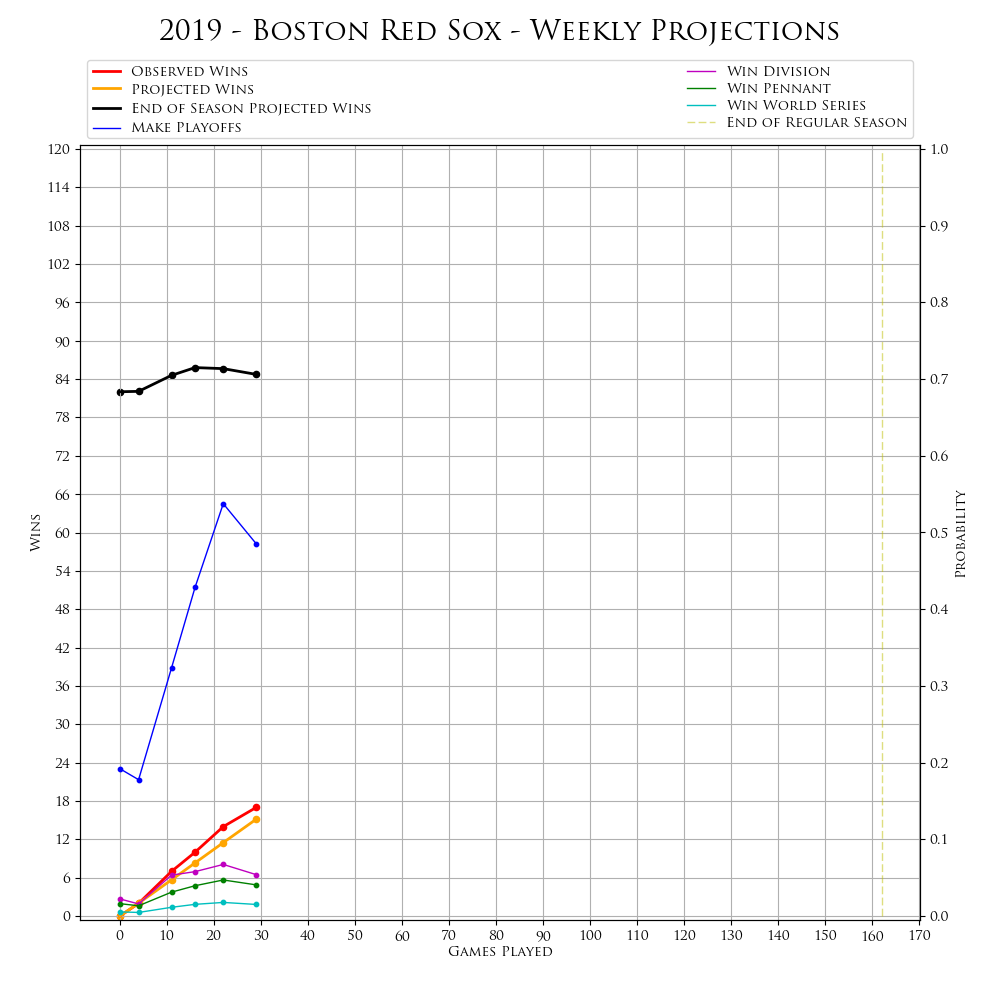 2019 - Boston Red Sox - Weekly Projections
Observed Wins
Projected Wins
End of Season Projected Wins
Make Playoffs
Win Division
Win Pennant
Win World Series
End of Regular Season
120
114
108
102
96
90
84
78
72
66
60
54
48
42
36
30
24
18
12
6
0
Wins
1.0
0.9
0.8
0.7
0.6
0.5
0.4
0.3
0.2
0.1
0.0
Probability
0 10 20 30 40 50 60 70 80 90 100 110 120 130 140 150 160 170
Games Played